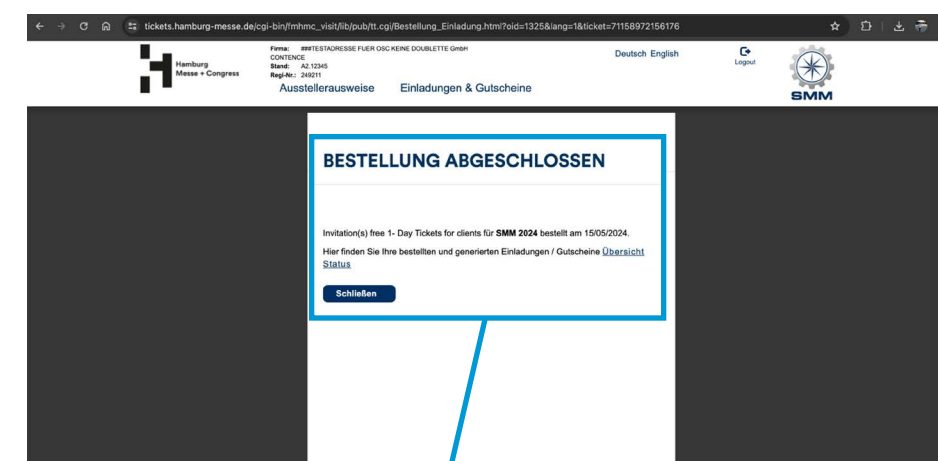 tickets.hamburg-messe.de/cgi-bin/fmhmc_visit/lib/pub/tt.cgi/Bestellung_Einladung.html?oid=1325&lang=1&ticket=71158972156176
Hamburg
Messe + Congress
Firma: ###TESTADRESSE FUER OSC KEINE DOUBLETTE GmbH
CONTENCE
Stand: A2.12345
Regi-Nr.: 249211
Ausstellerausweise Einladungen & Gutscheine
Deutsch English
Logout
SMM
BESTELLUNG ABGESCHLOSSEN
Invitation(s) free 1- Day Tickets for clients für SMM 2024 bestellt am 15/05/2024.
Hier finden Sie Ihre bestellten und generierten Einladungen / Gutscheine Übersicht
Status
Schließen